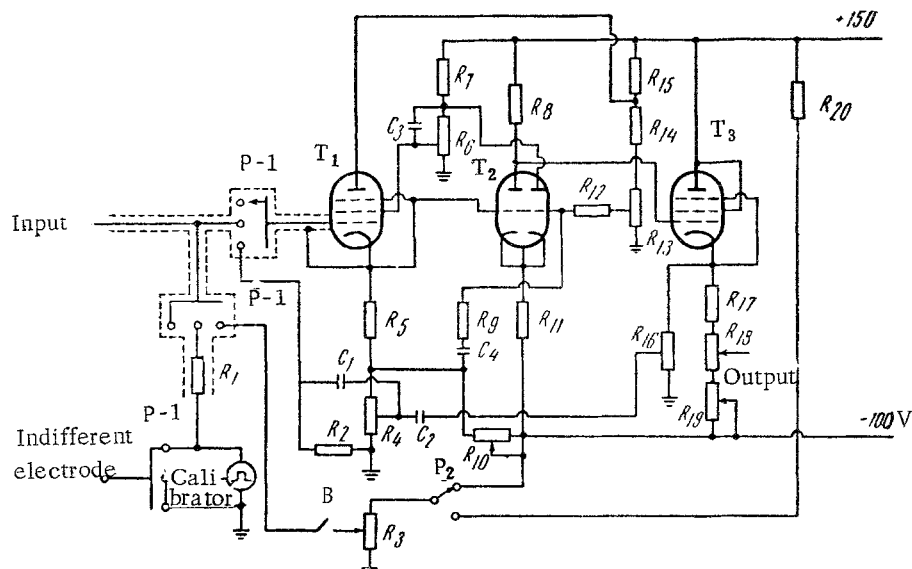 +150
R7
R15
R8
R20
C3
R6
R14
T3
T1
T2
P-1
R12
Input
R13
P-1
R5
R9
R11
R17
R16
R18
C4
R1
C1
Output
P-1
R19
Indifferent
electrode
R2
R4
C2
-100 V
R10
P2
Cali
brator
B
R3